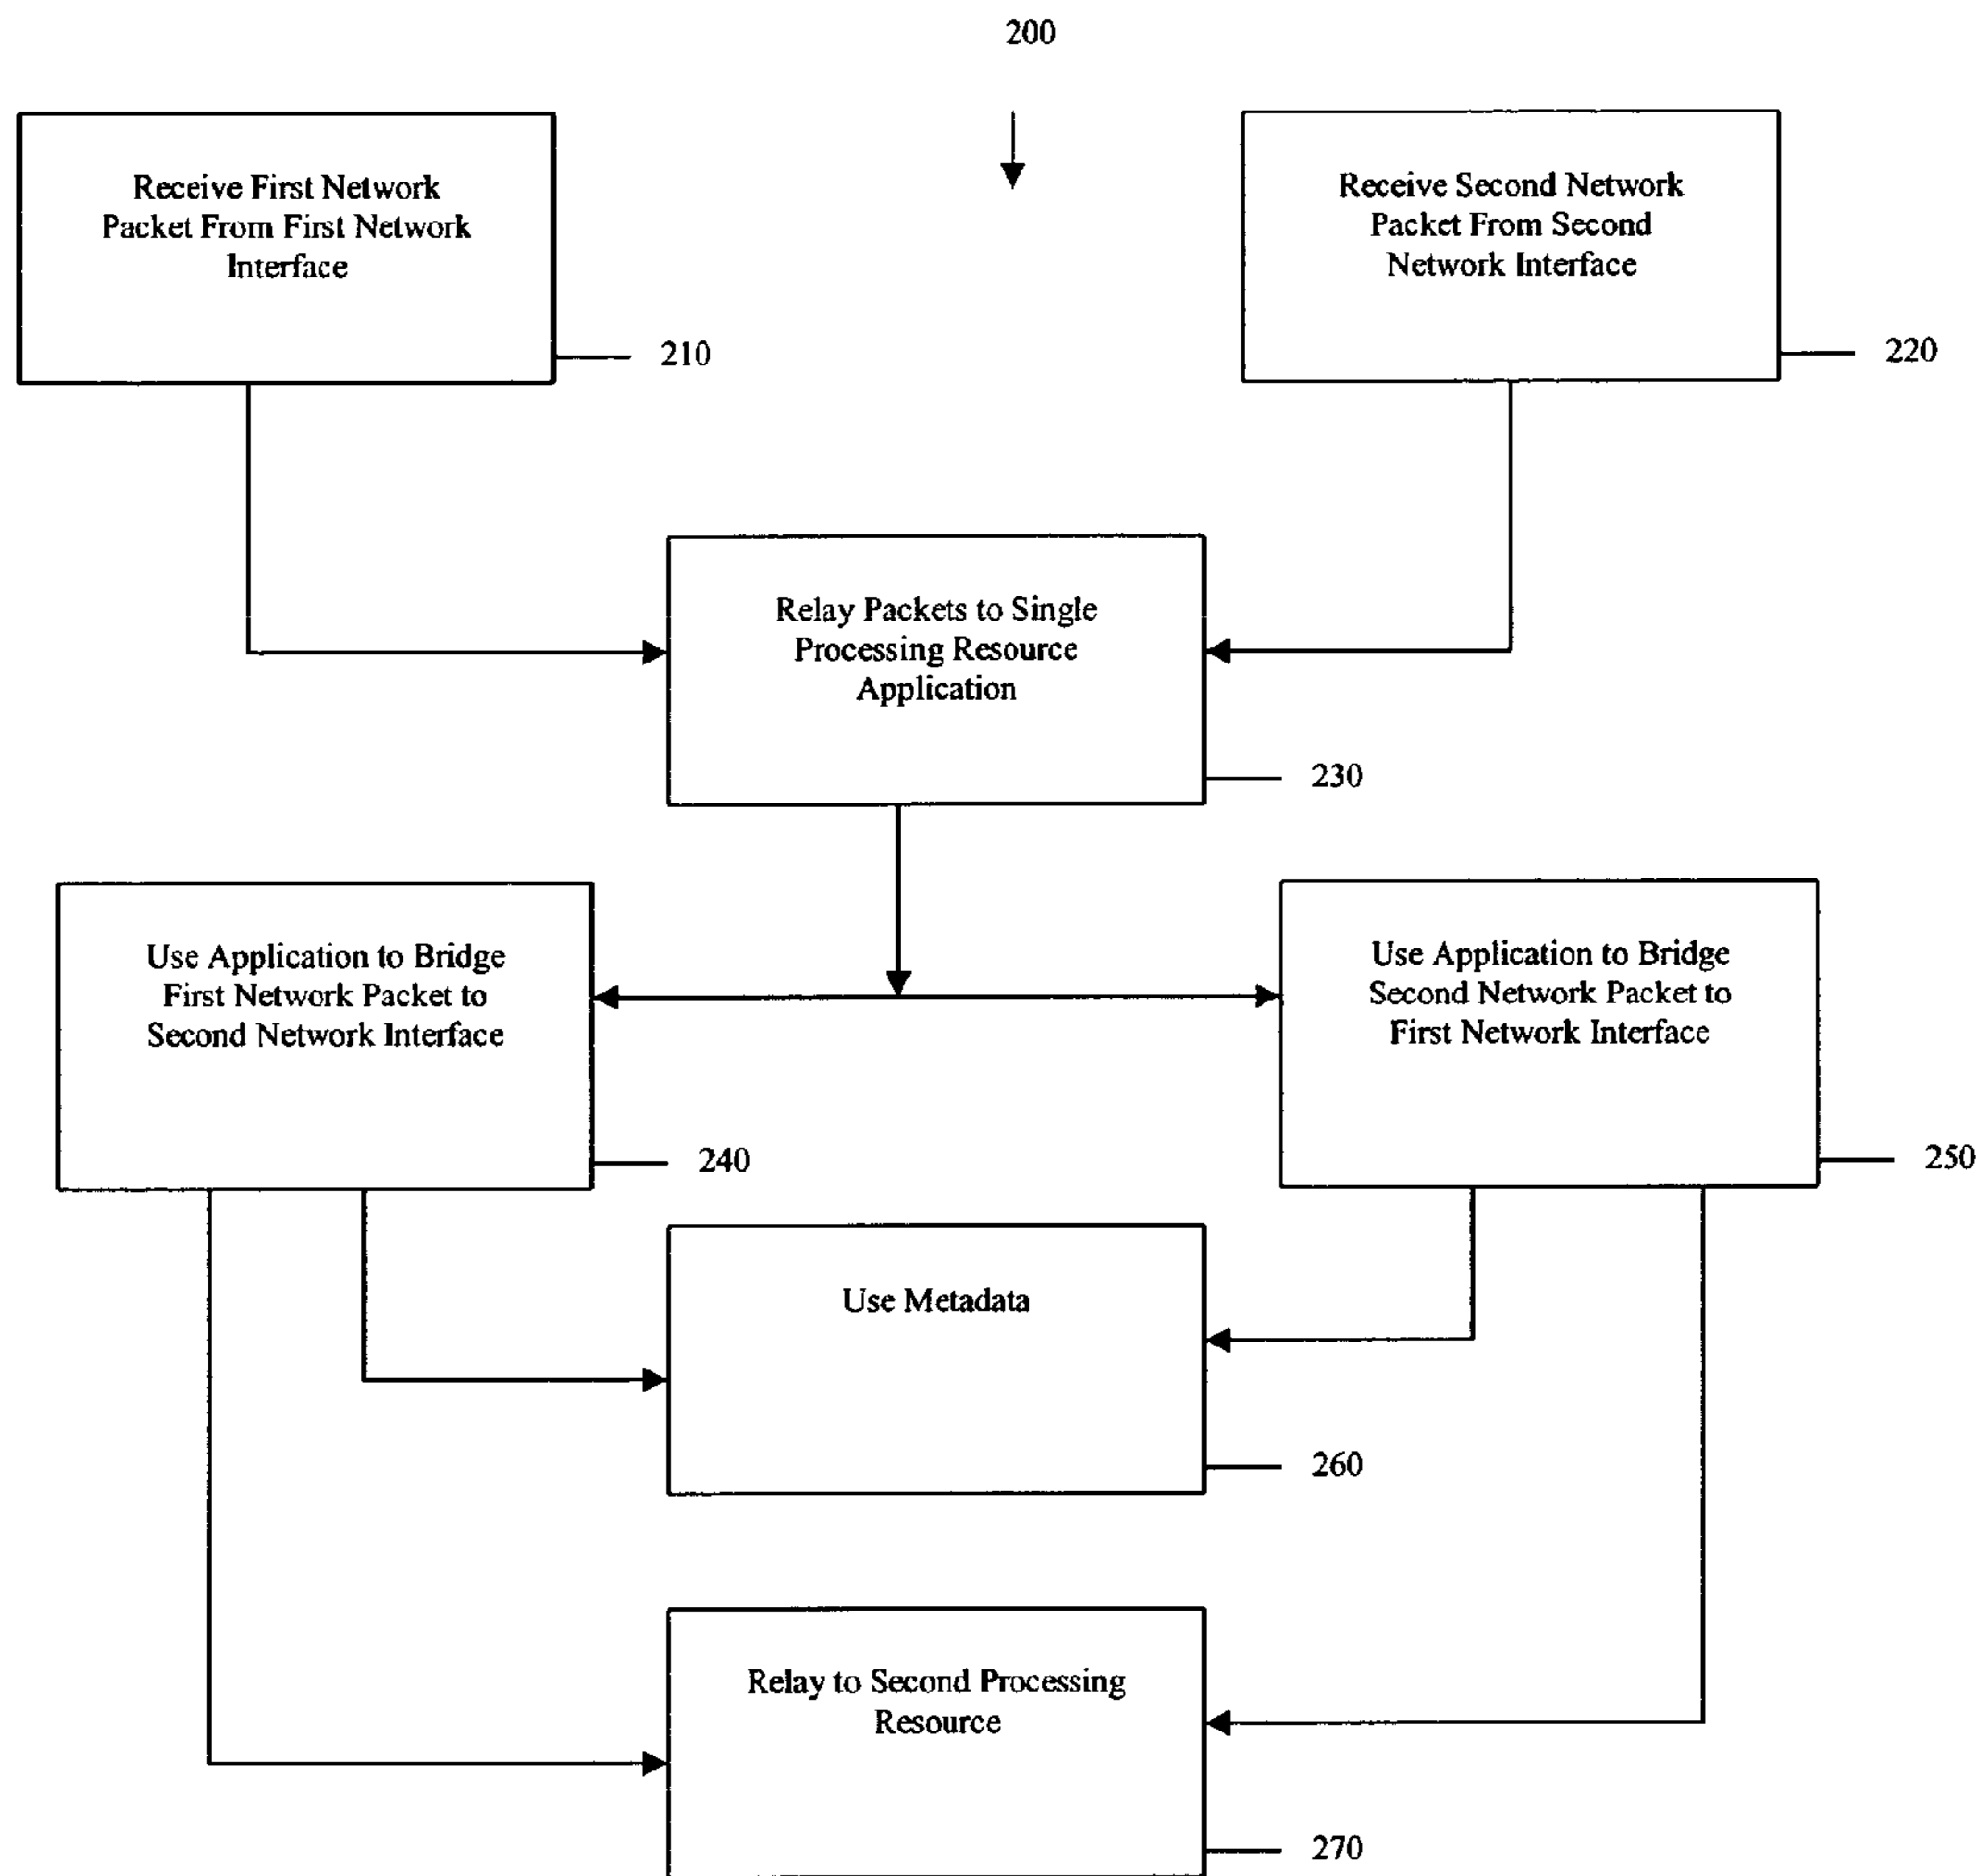 200
Receive First Network
Packet From First Network
Interface
210
Receive Second Network
Packet From Second
Network Interface
220
Relay Packets to Single
Processing Resource
Application
230
Use Application to Bridge
First Network Packet to
Second Network Interface
240
Use Application to Bridge
Second Network Packet to
First Network Interface
250
Use Metadata
260
Relay to Second Processing
Resource
270